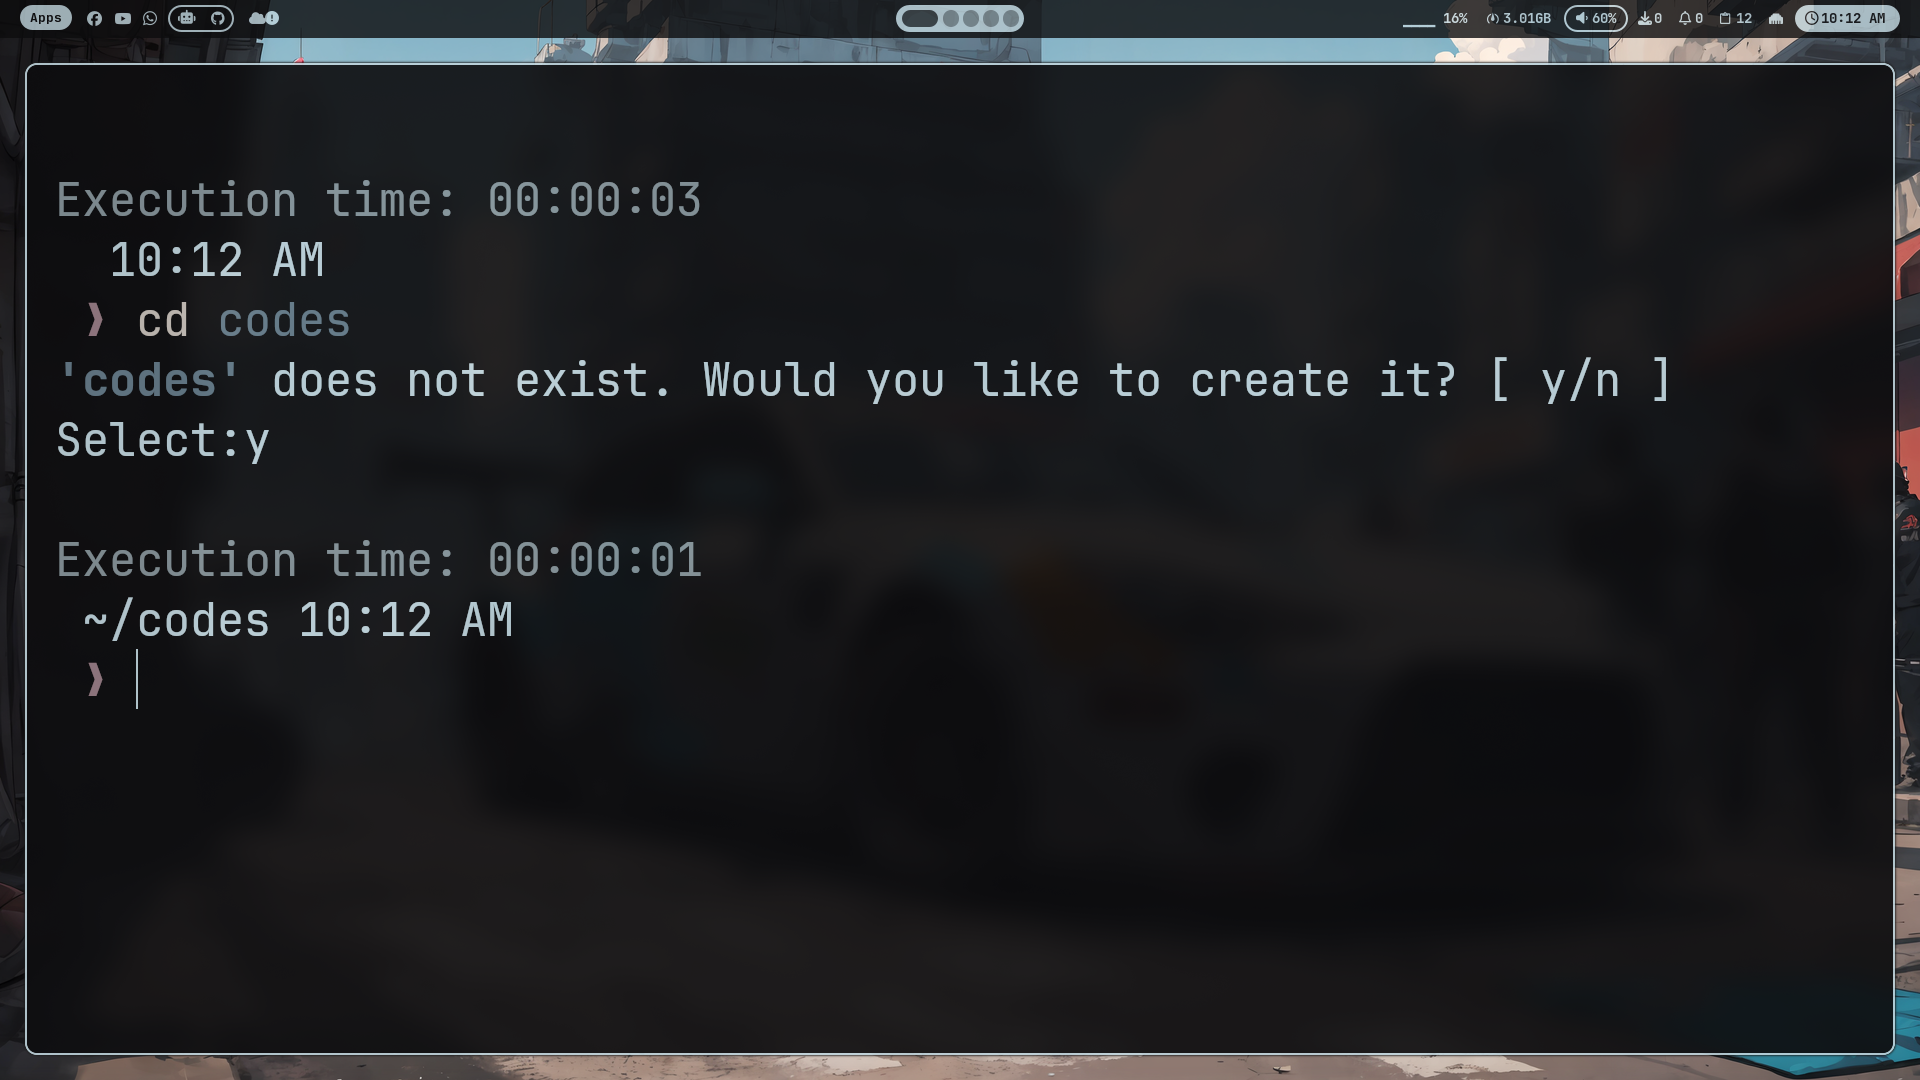 Apps 16% 3.01GB 60% 0 0 12 10:12 AM
Execution time: 00:00:03
10:12 AM
❱ cd codes
'codes' does not exist. Would you like to create it? [ y/n ]
Select:y
Execution time: 00:00:01
~/codes 10:12 AM
❱